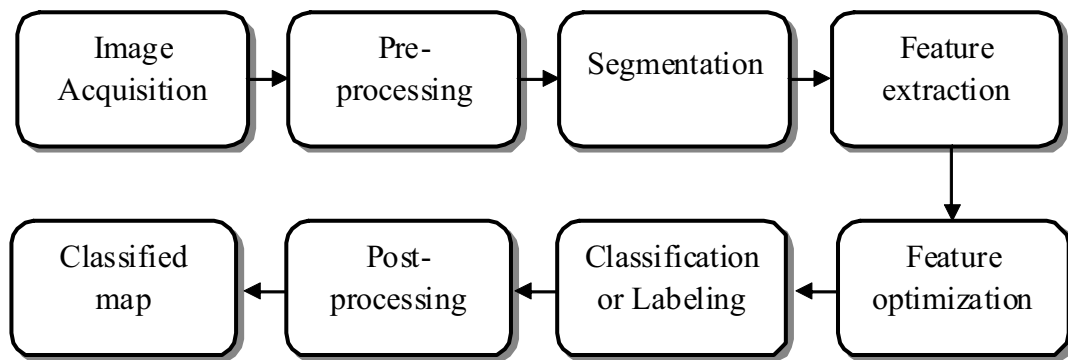 Image
Acquisition
Pre-
processing
Segmentation
Feature
extraction
Feature
optimization
Classification
or Labeling
Post-
processing
Classified
map